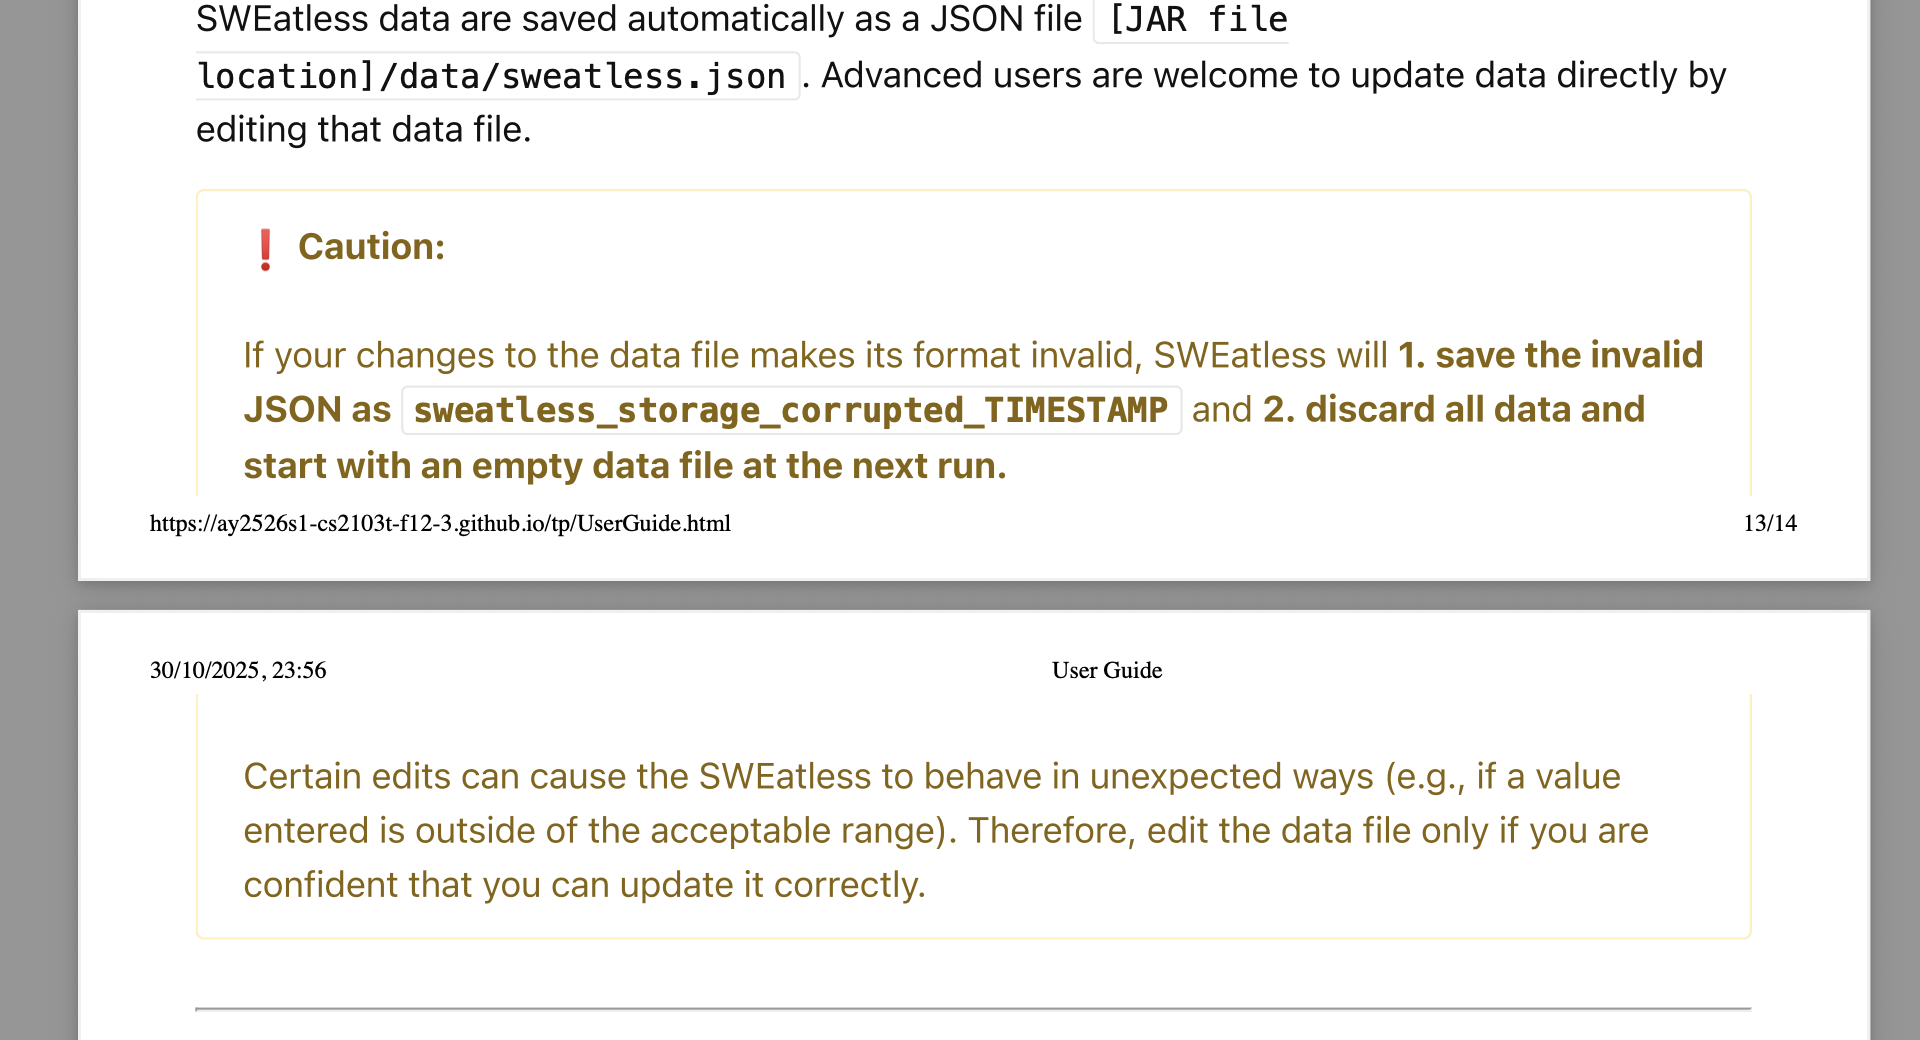 SWEatless data are saved automatically as a JSON file [JAR file
location]/data/sweatless.json . Advanced users are welcome to update data directly by
editing that data file.
❗ Caution:
If your changes to the data file makes its format invalid, SWEatless will 1. save the invalid
JSON as sweatless_storage_corrupted_TIMESTAMP and 2. discard all data and
start with an empty data file at the next run.
https://ay2526s1-cs2103t-f12-3.github.io/tp/UserGuide.html 13/14
30/10/2025, 23:56 User Guide
Certain edits can cause the SWEatless to behave in unexpected ways (e.g., if a value
entered is outside of the acceptable range). Therefore, edit the data file only if you are
confident that you can update it correctly.